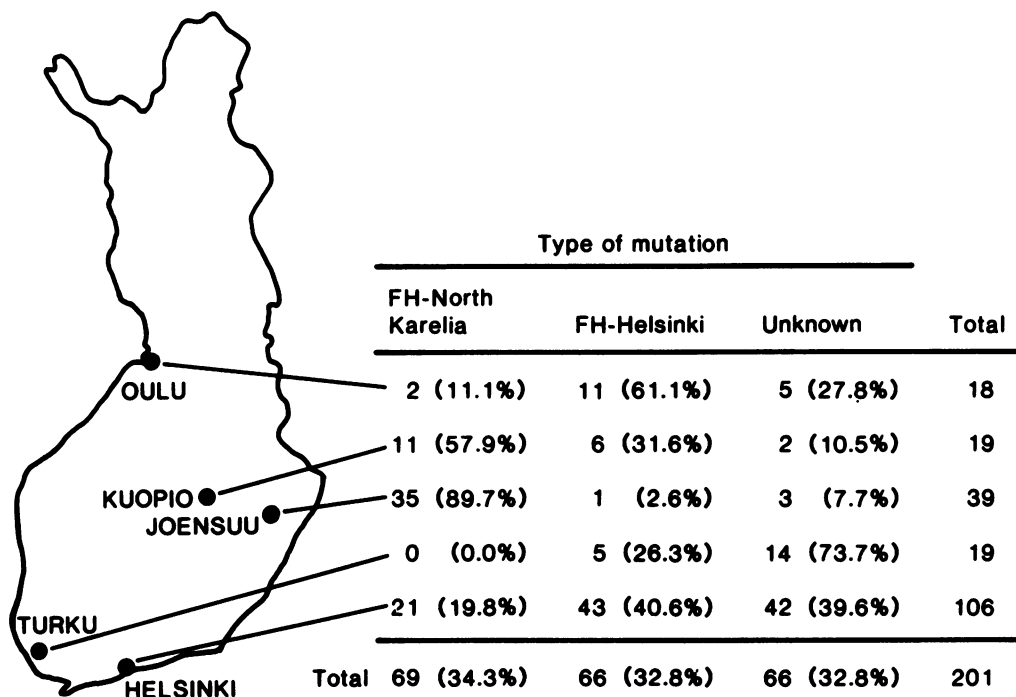 Type of mutation
FH-North Karelia FH-Helsinki Unknown Total
OULU 2 (11.1%) 11 (61.1%) 5 (27.8%) 18
KUOPIO 11 (57.9%) 6 (31.6%) 2 (10.5%) 19
JOENSUU 35 (89.7%) 1 (2.6%) 3 (7.7%) 39
TURKU 0 (0.0%) 5 (26.3%) 14 (73.7%) 19
HELSINKI 21 (19.8%) 43 (40.6%) 42 (39.6%) 106
Total 69 (34.3%) 66 (32.8%) 66 (32.8%) 201